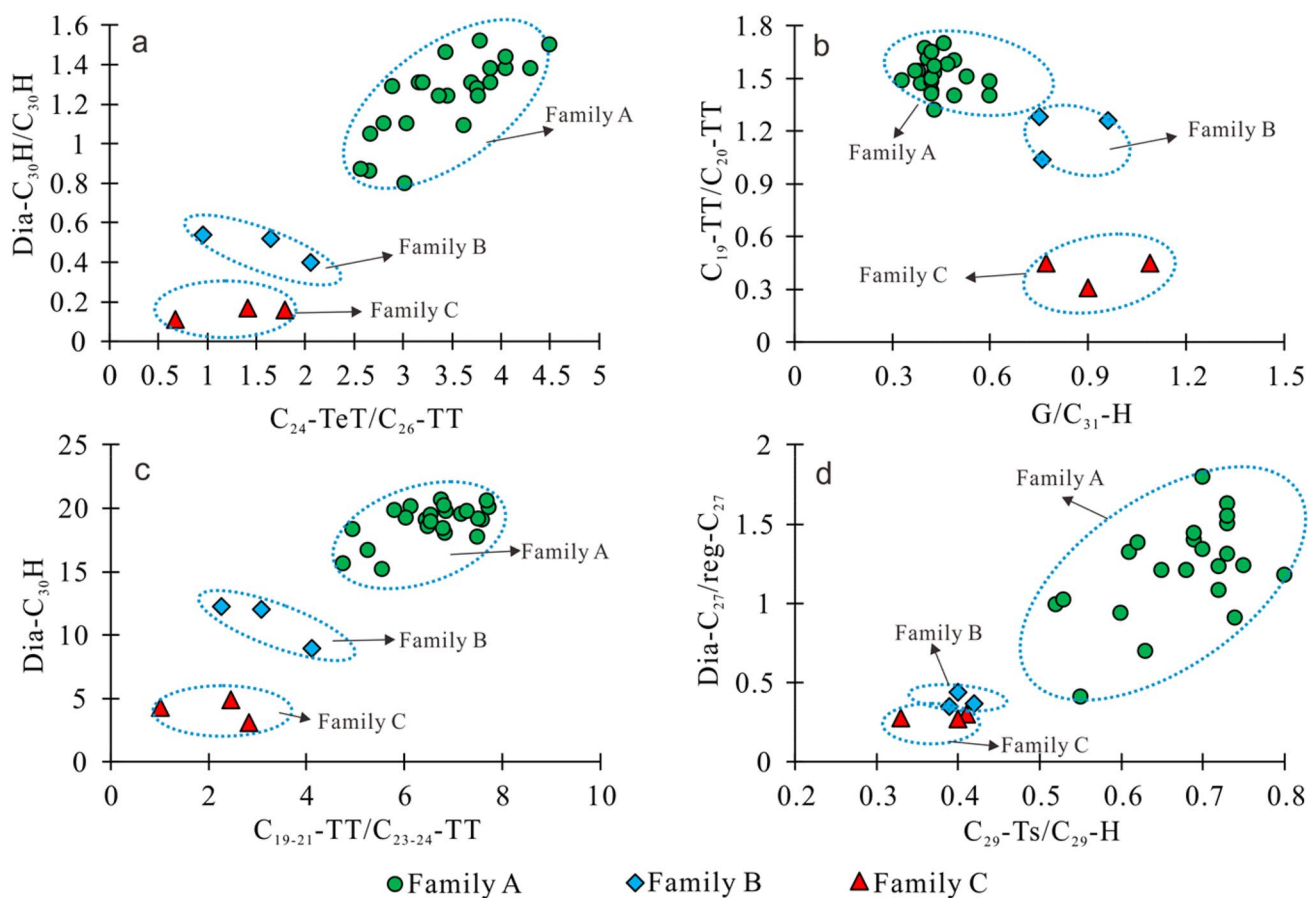 a
Dia-C₃₀H/C₃₀H
1.6
1.4
1.2
1
0.8
0.6
0.4
0.2
0
Family A
Family B
Family C
0 0.5 1 1.5 2 2.5 3 3.5 4 4.5 5
C₂₄-TeT/C₂₆-TT
b
C₁₉-TT/C₂₀-TT
1.8
1.5
1.2
0.9
0.6
0.3
0
Family A
Family B
Family C
0 0.3 0.6 0.9 1.2 1.5
G/C₃₁-H
c
Dia-C₃₀H
25
20
15
10
5
0
Family A
Family B
Family C
0 2 4 6 8 10
C₁₉₋₂₁-TT/C₂₃₋₂₄-TT
d
Dia-C₂₇/reg-C₂₇
2
1.5
1
0.5
0
Family A
Family B
Family C
0.2 0.3 0.4 0.5 0.6 0.7 0.8
C₂₉-Ts/C₂₉-H
Family A Family B Family C